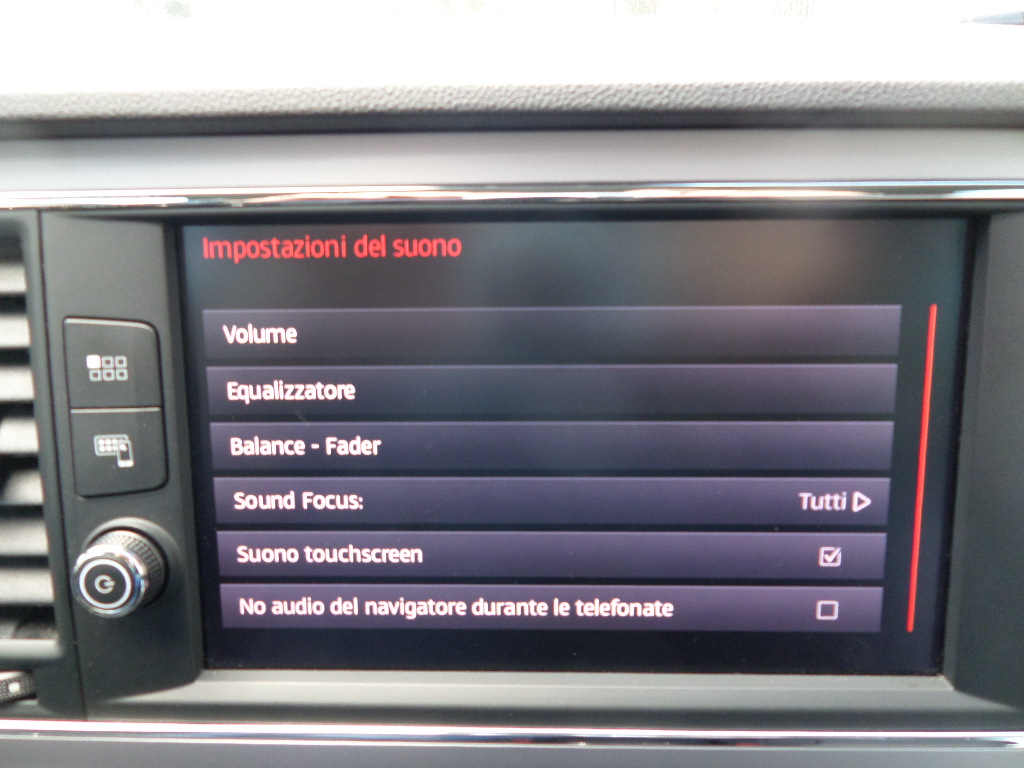 Impostazioni del suono
Volume
Equalizzatore
Balance - Fader
Sound Focus: Tutti
Suono touchscreen
No audio del navigatore durante le telefonate